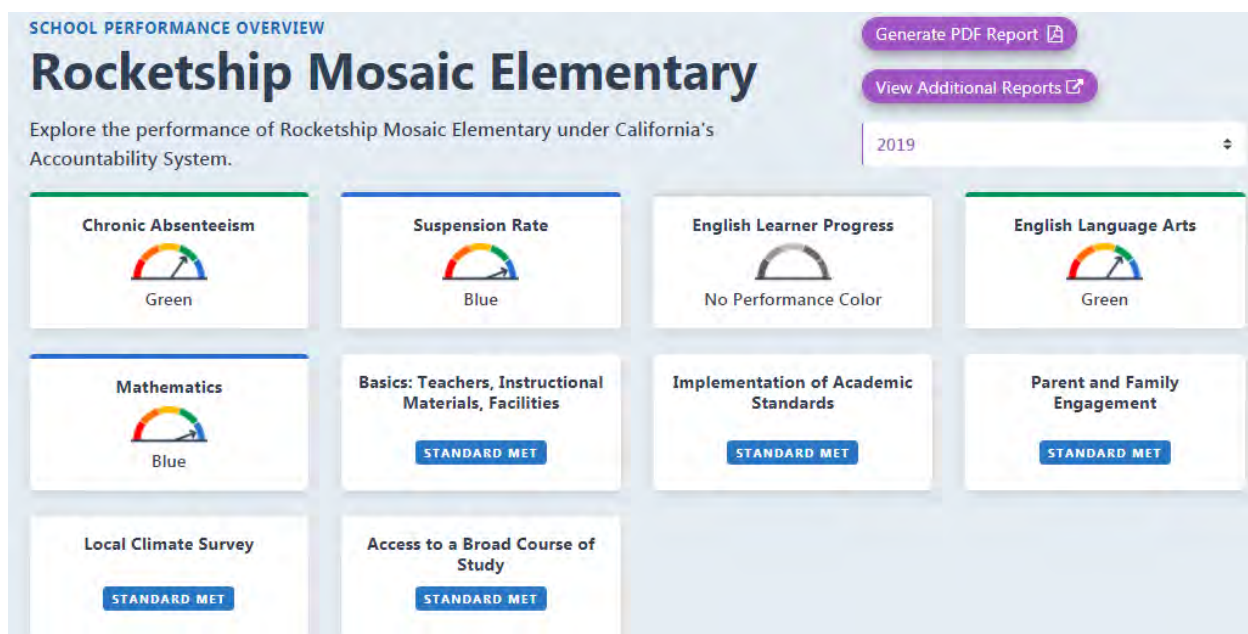 SCHOOL PERFORMANCE OVERVIEW
Rocketship Mosaic Elementary
Explore the performance of Rocketship Mosaic Elementary under California's
Accountability System.
Generate PDF Report
View Additional Reports
2019
Chronic Absenteeism
Green
Suspension Rate
Blue
English Learner Progress
No Performance Color
English Language Arts
Green
Mathematics
Blue
Basics: Teachers, Instructional
Materials, Facilities
STANDARD MET
Implementation of Academic
Standards
STANDARD MET
Parent and Family
Engagement
STANDARD MET
Local Climate Survey
STANDARD MET
Access to a Broad Course of
Study
STANDARD MET